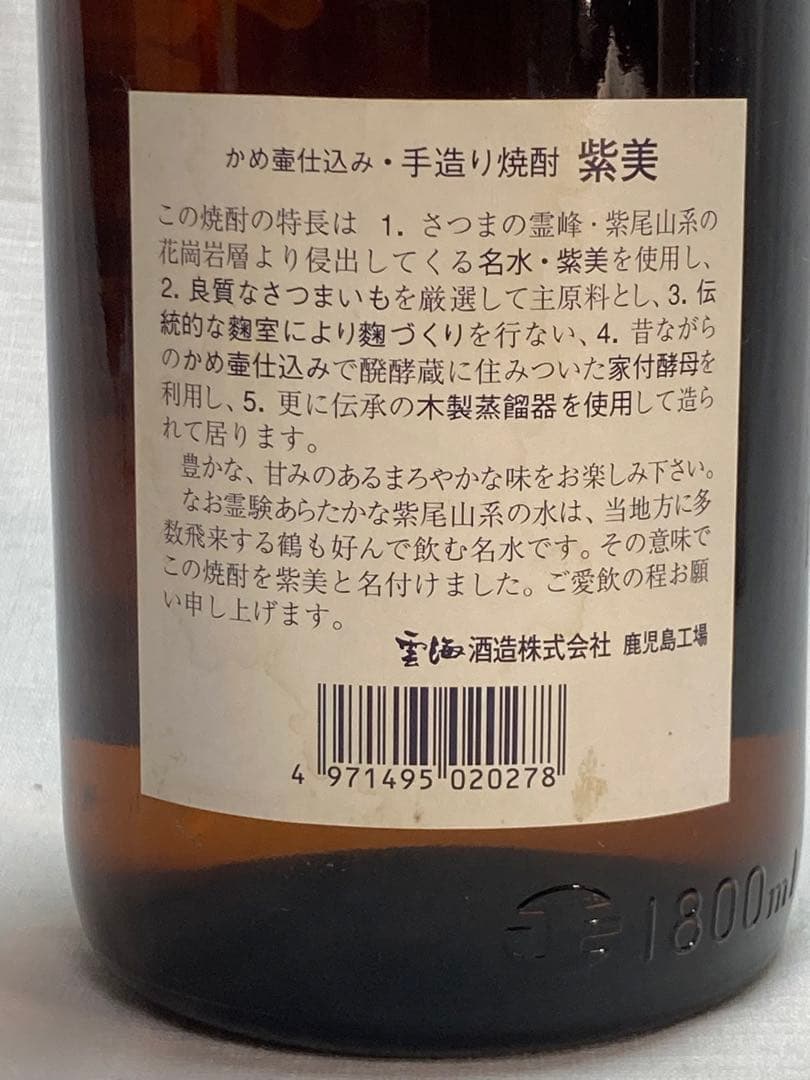 かめ壷仕込み・手造り焼酎 紫美
この焼酎の特長は 1. さつまの霊峰・紫尾山系の
花崗岩層より侵出してくる名水・紫美を使用し、
2. 良質なさつまいもを厳選して主原料とし、3. 伝
統的な麴室により麴づくりを行ない、4. 昔ながら
のかめ壷仕込みで醗酵蔵に住みついた家付酵母を
利用し、5. 更に伝承の木製蒸餾器を使用して造ら
れて居ります。
豊かな、甘みのあるまろやかな味をお楽しみ下さい。
なお霊験あらたかな紫尾山系の水は、当地方に多
数飛来する鶴も好んで飲む名水です。その意味で
この焼酎を紫美と名付けました。ご愛飲の程お願
い申し上げます。
雲海酒造株式会社 鹿児島工場
4 971495 020278
1800ml